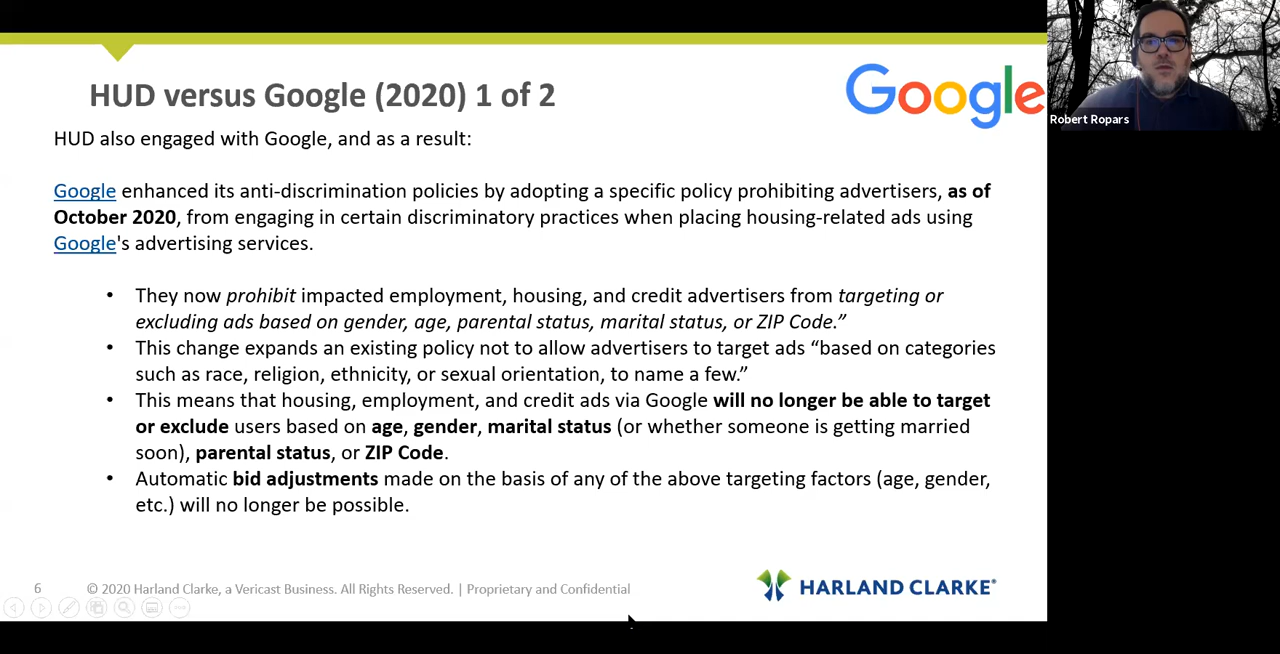 HUD versus Google (2020) 1 of 2
Google
Robert Ropars
HUD also engaged with Google, and as a result:
Google enhanced its anti-discrimination policies by adopting a specific policy prohibiting advertisers, as of
October 2020, from engaging in certain discriminatory practices when placing housing-related ads using
Google's advertising services.
• They now prohibit impacted employment, housing, and credit advertisers from targeting or
excluding ads based on gender, age, parental status, marital status, or ZIP Code.”
• This change expands an existing policy not to allow advertisers to target ads “based on categories
such as race, religion, ethnicity, or sexual orientation, to name a few.”
• This means that housing, employment, and credit ads via Google will no longer be able to target
or exclude users based on age, gender, marital status (or whether someone is getting married
soon), parental status, or ZIP Code.
• Automatic bid adjustments made on the basis of any of the above targeting factors (age, gender,
etc.) will no longer be possible.
6 © 2020 Harland Clarke, a Vericast Business. All Rights Reserved. | Proprietary and Confidential
HARLAND CLARKE®